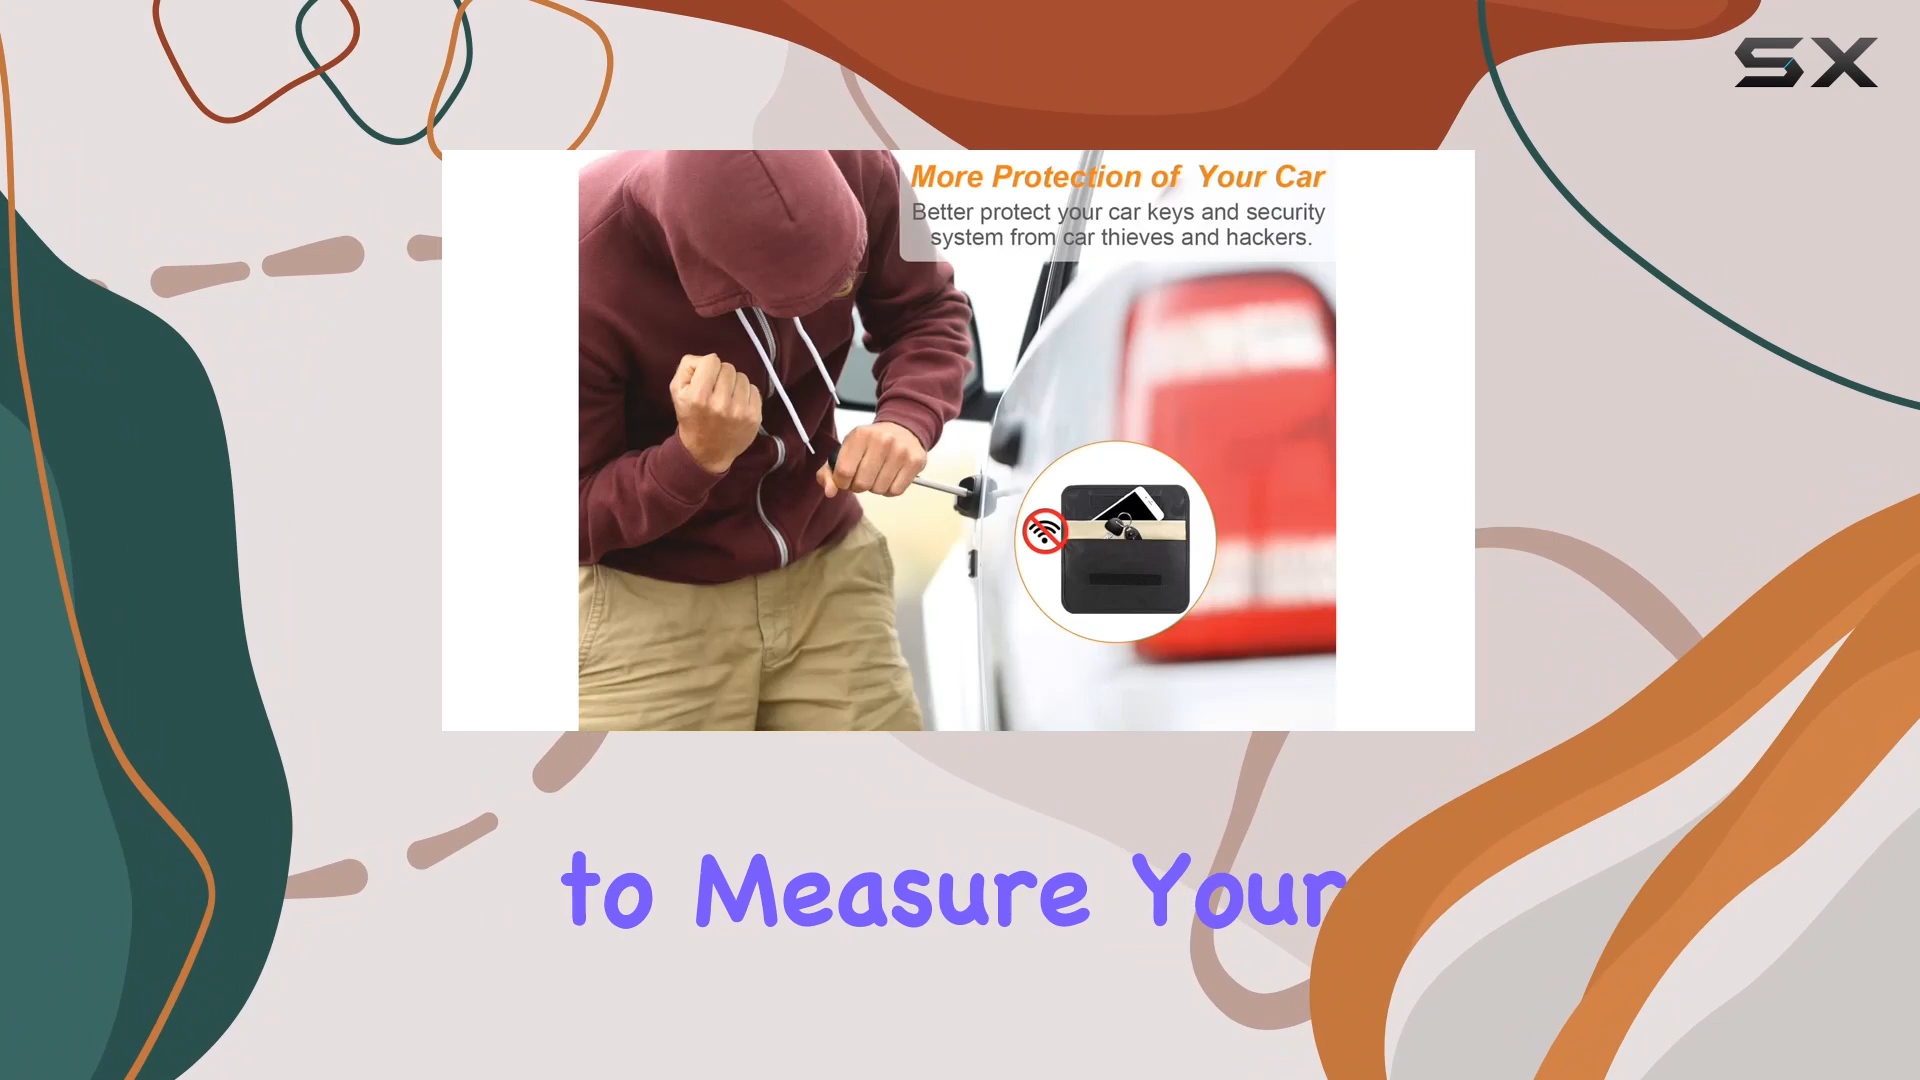 SX
More Protection of Your Car
Better protect your car keys and security
system from car thieves and hackers.
to Measure Your